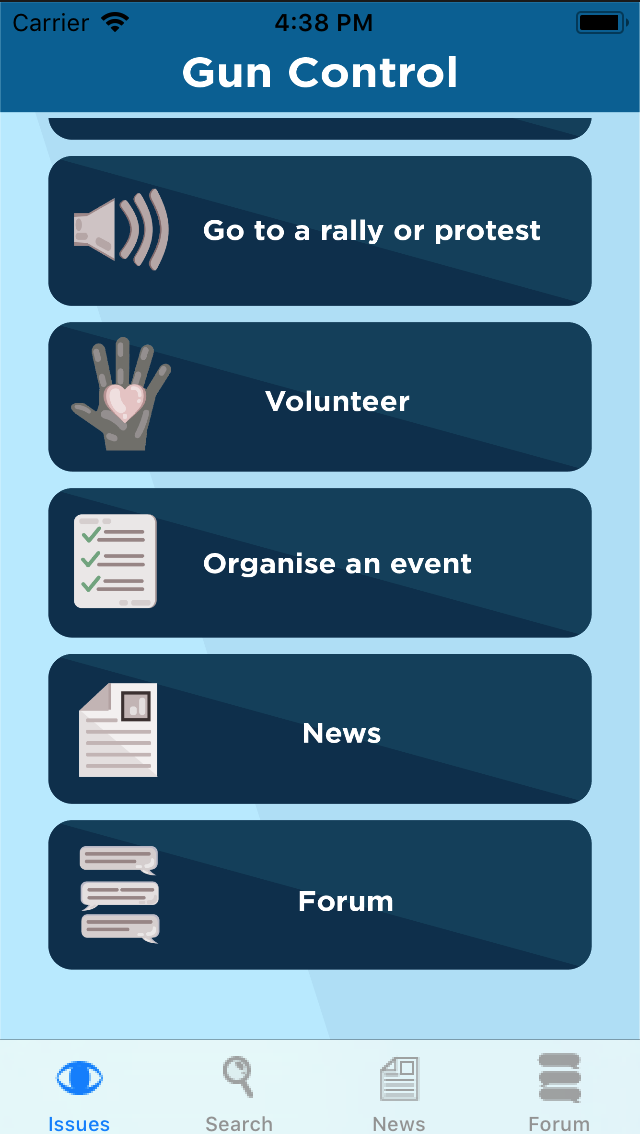 Carrier 4:38 PM
Gun Control
Go to a rally or protest
Volunteer
Organise an event
News
Forum
Issues Search News Forum